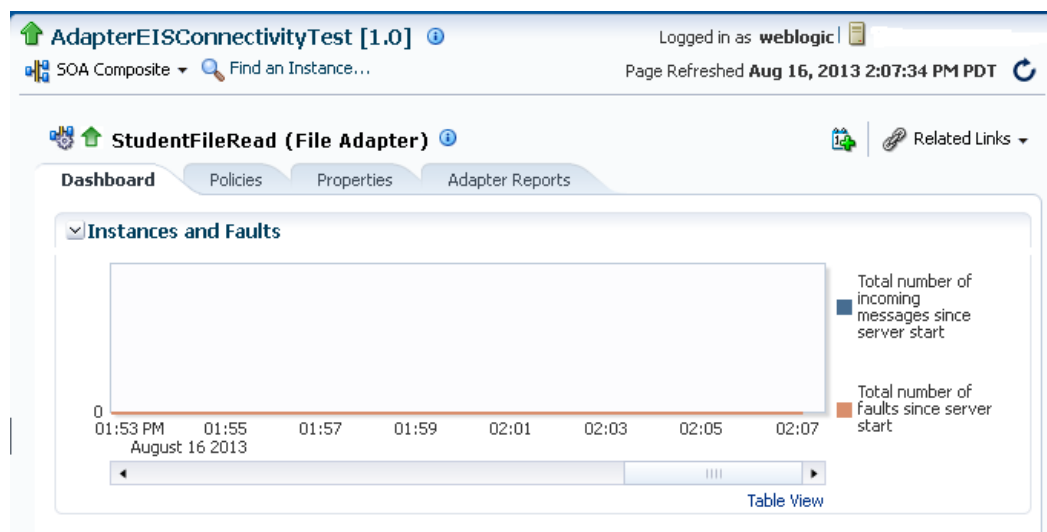 AdapterEISConnectivityTest [1.0]
Logged in as weblogic
SOA Composite
Find an Instance...
Page Refreshed Aug 16, 2013 2:07:34 PM PDT
StudentFileRead (File Adapter)
Related Links
Dashboard
Policies
Properties
Adapter Reports
Instances and Faults
Total number of
incoming
messages since
server start
Total number of
faults since server
start
0
01:53 PM 01:55 01:57 01:59 02:01 02:03 02:05 02:07
August 16 2013
Table View